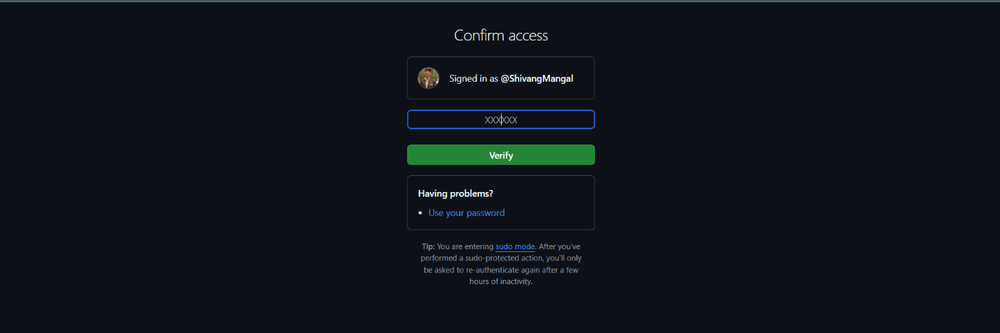 Confirm access
Signed in as @ShivangMangal
XXXXXX
Verify
Having problems?
• Use your password
Tip: You are entering sudo mode. After you've
performed a sudo-protected action, you'll only
be asked to re-authenticate again after a few
hours of inactivity.